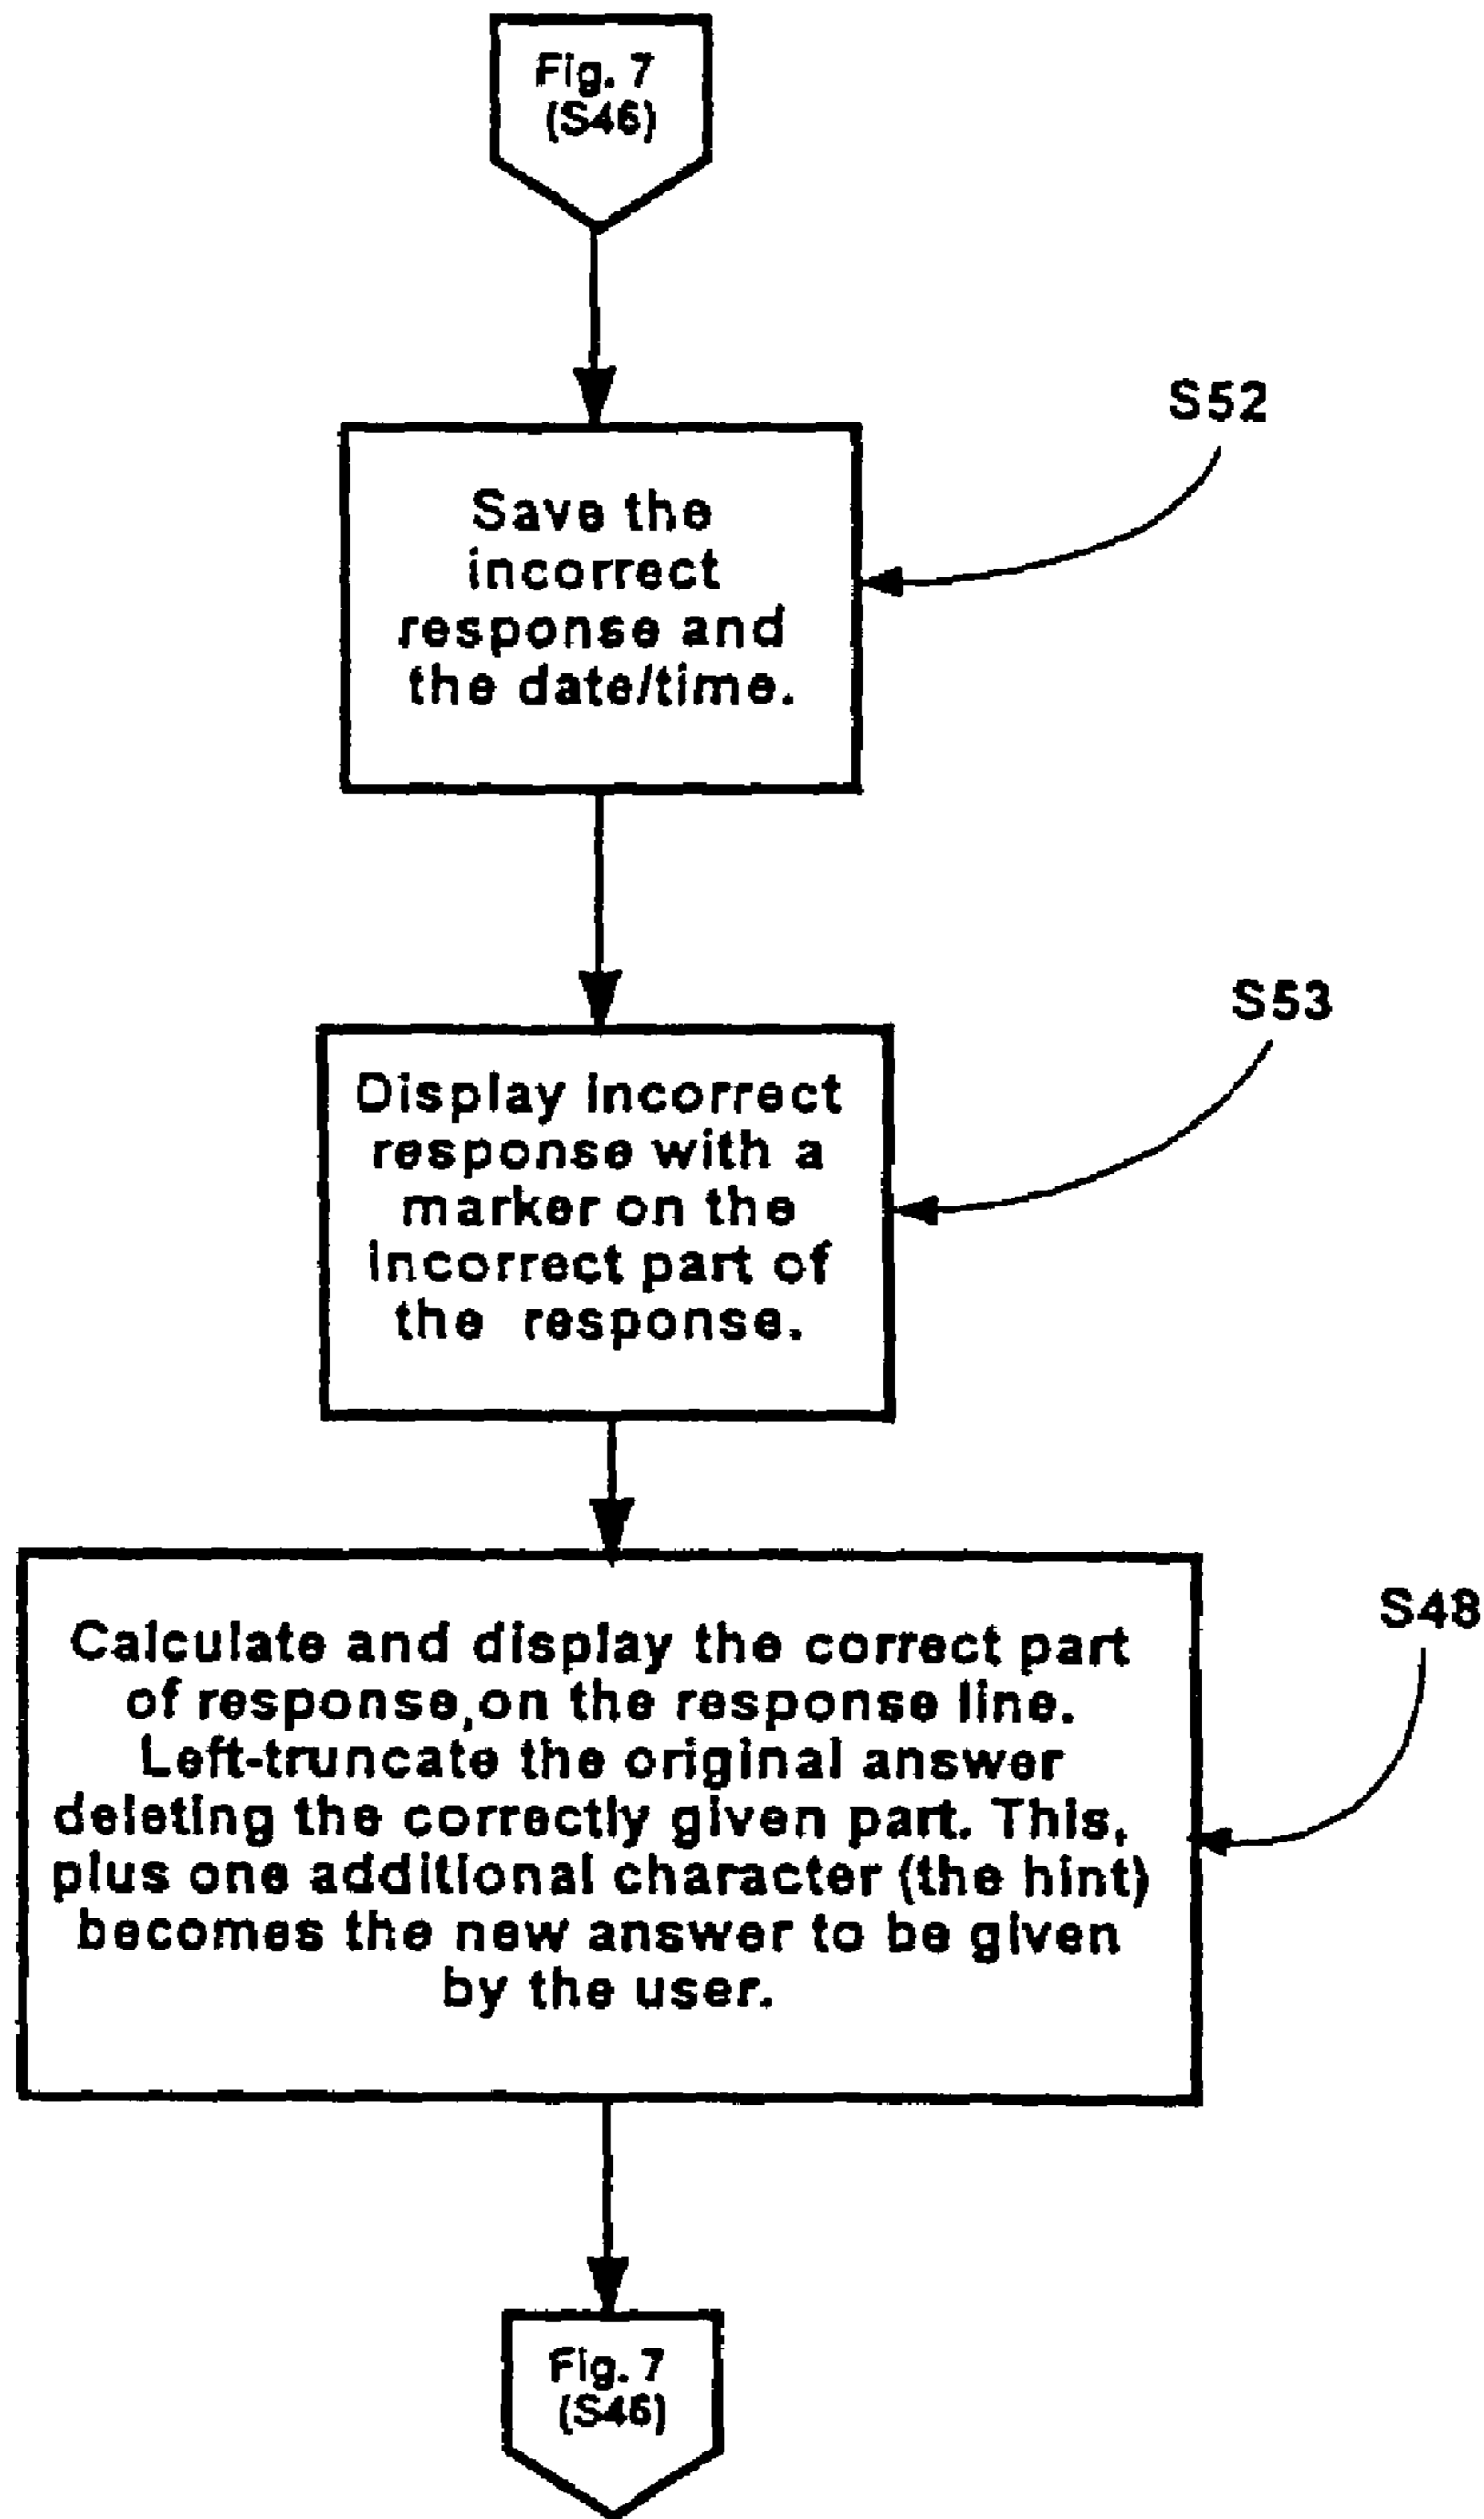 Fig. 7
(S46)
S52
Save the
incorrect
response and
the date/time.
S53
Display incorrect
response with a
marker on the
incorrect part of
the response.
S48
Calculate and display the correct part
of response,on the response line.
Left-truncate the original answer
deleting the correctly given part. This,
plus one additional character (the hint)
becomes the new answer to be given
by the user.
Fig. 7
(S46)